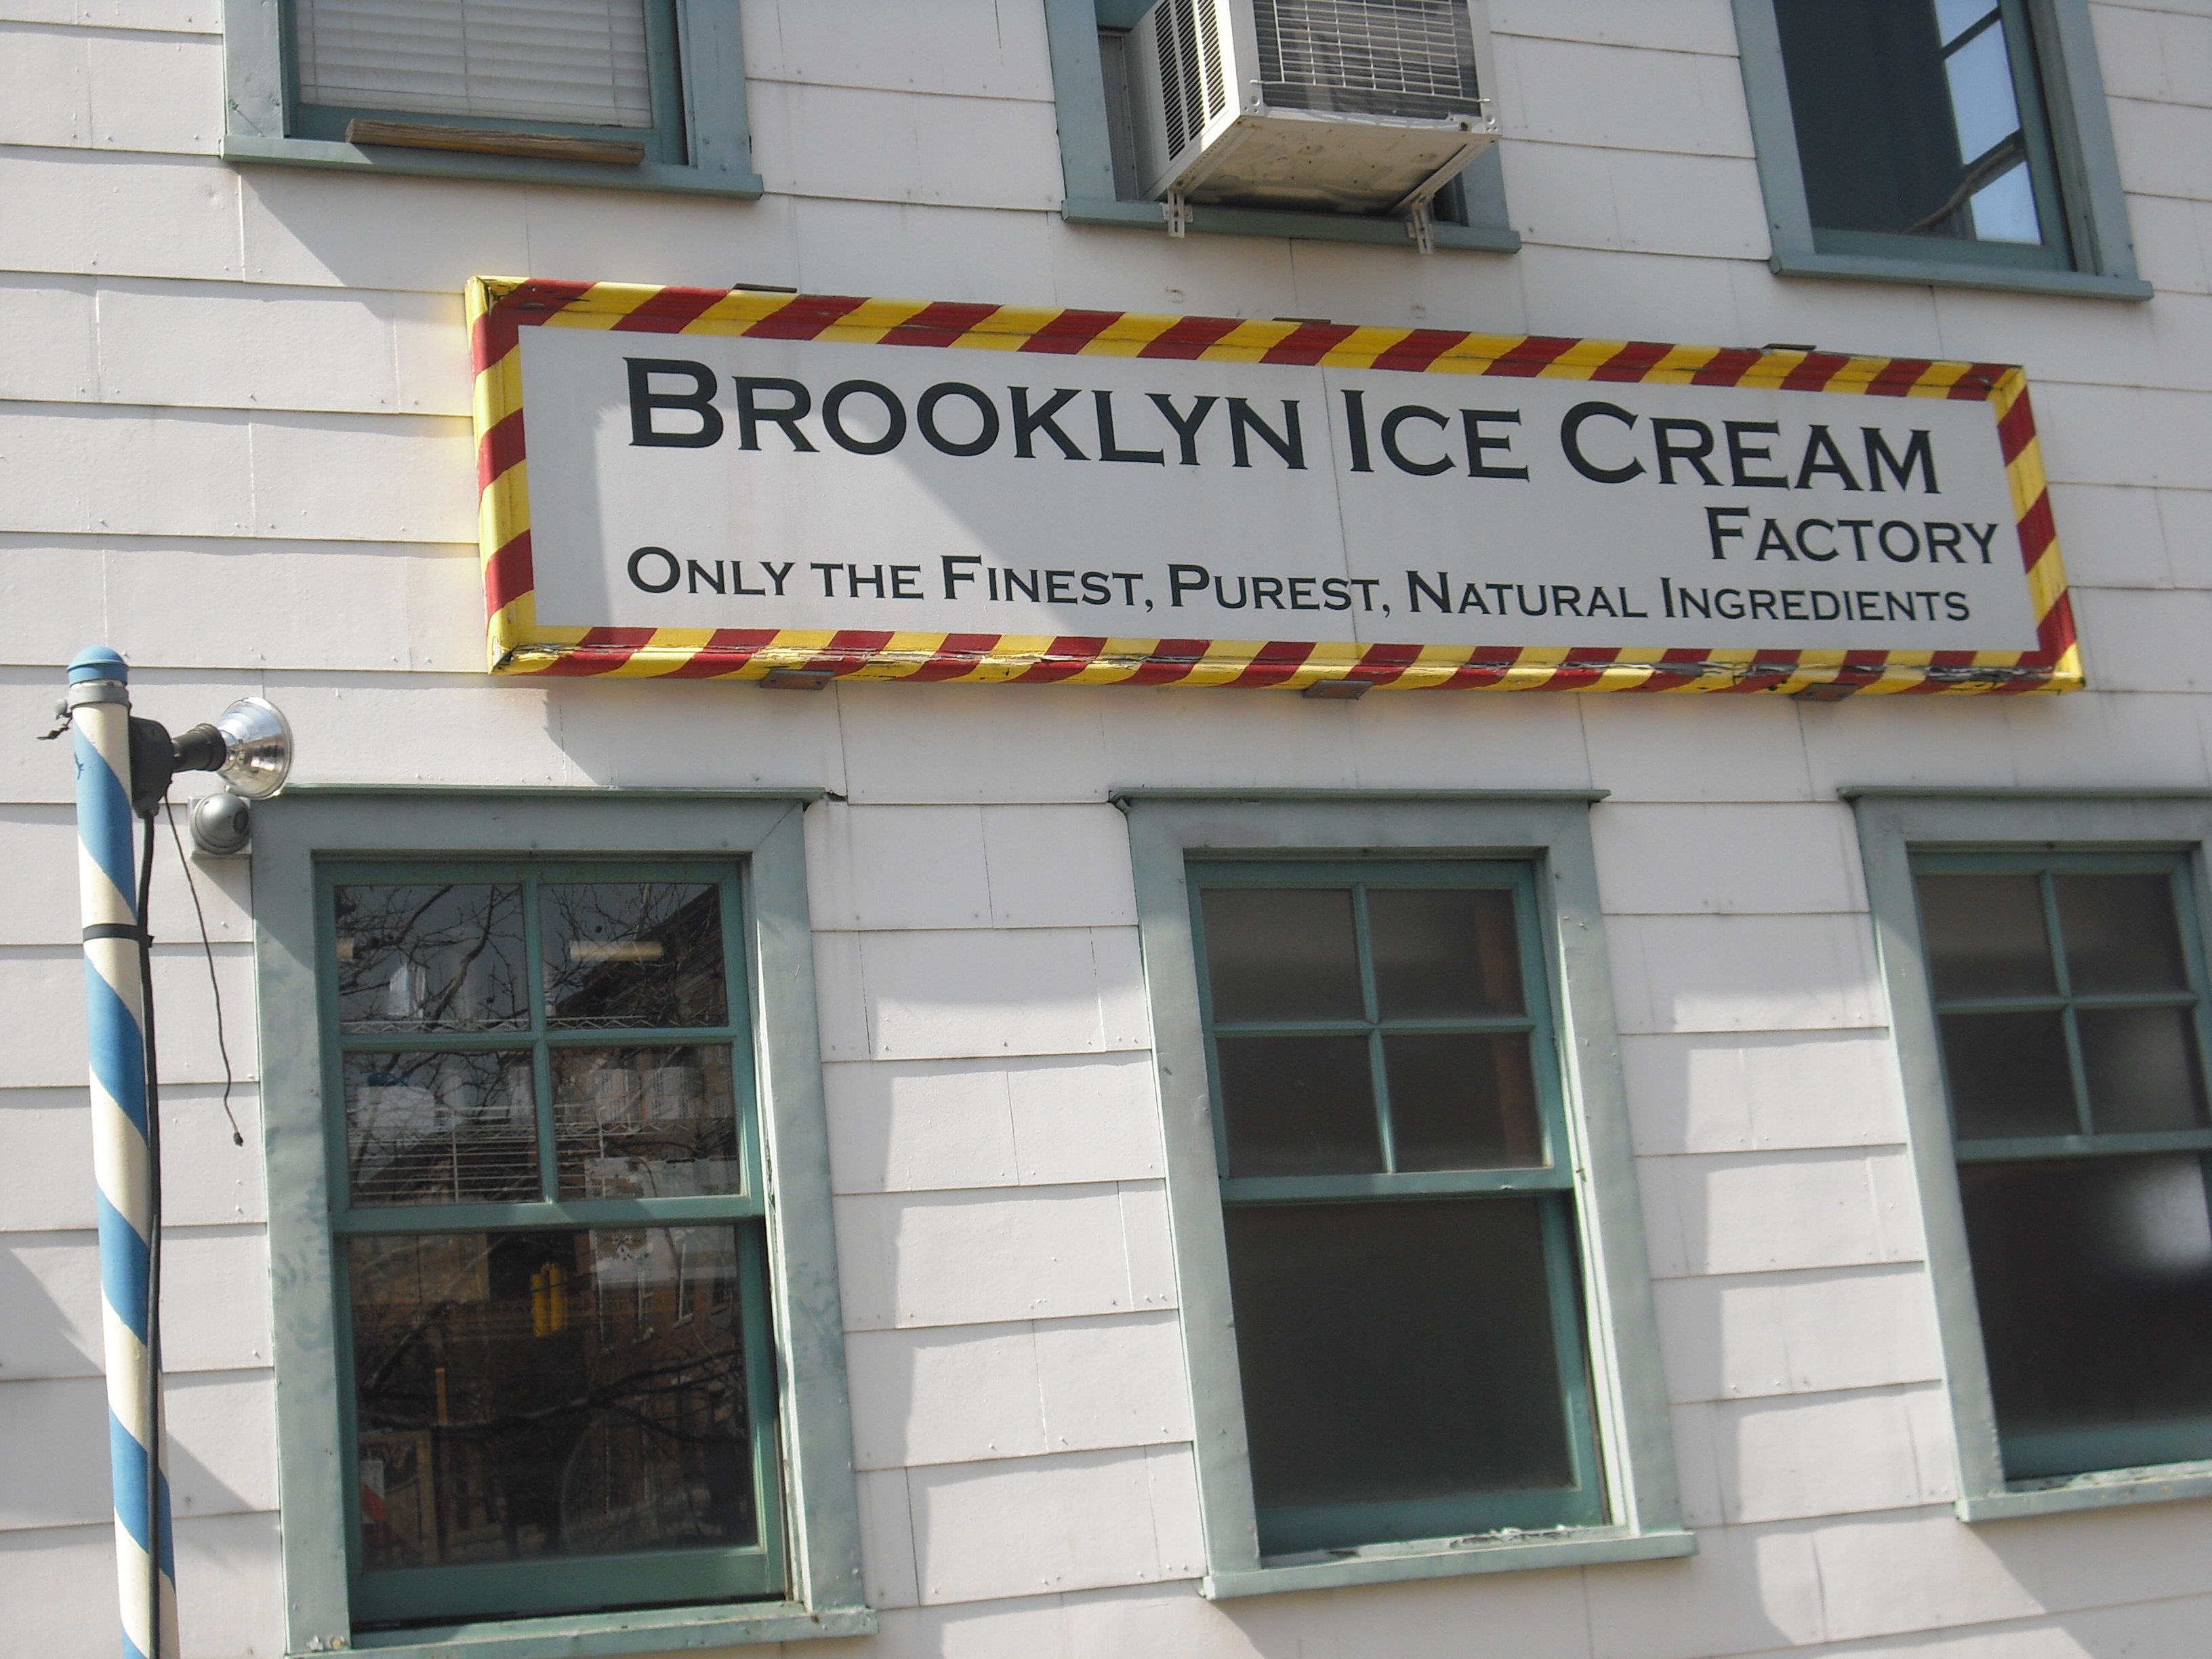 BROOKLYN ICE CREAM
FACTORY
ONLY THE FINEST, PUREST, NATURAL INGREDIENTS